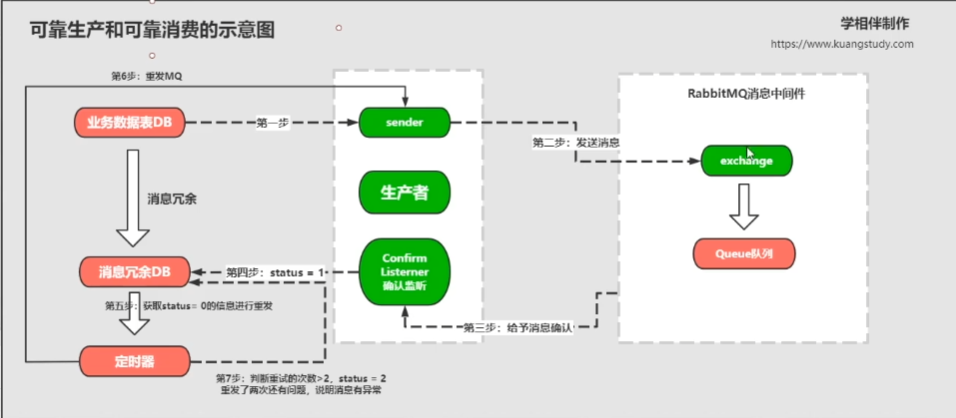 可靠生产和可靠消费的示意图
学相伴制作
https://www.kuangstudy.com
第6步：重发MQ
RabbitMQ消息中间件
业务数据表DB
第一步
sender
第二步：发送消息
exchange
消息冗余
生产者
Queue队列
消息冗余DB
第四步：status = 1
Confirm
Listerner
确认监听
第五步：获取status= 0的信息进行重发
第三步：给予消息确认
定时器
第7步：判断重试的次数>2，status = 2
重发了两次还有问题，说明消息有异常